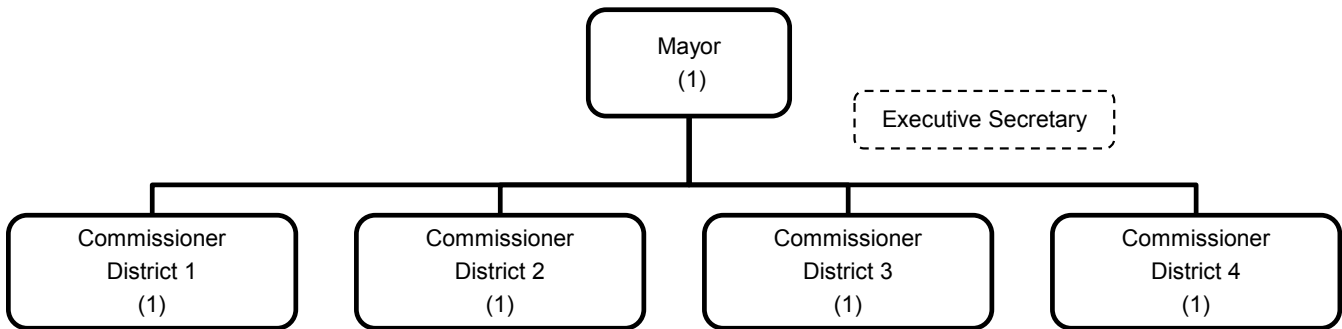 Mayor
(1)
Executive Secretary
Commissioner
District 1
(1)
Commissioner
District 2
(1)
Commissioner
District 3
(1)
Commissioner
District 4
(1)